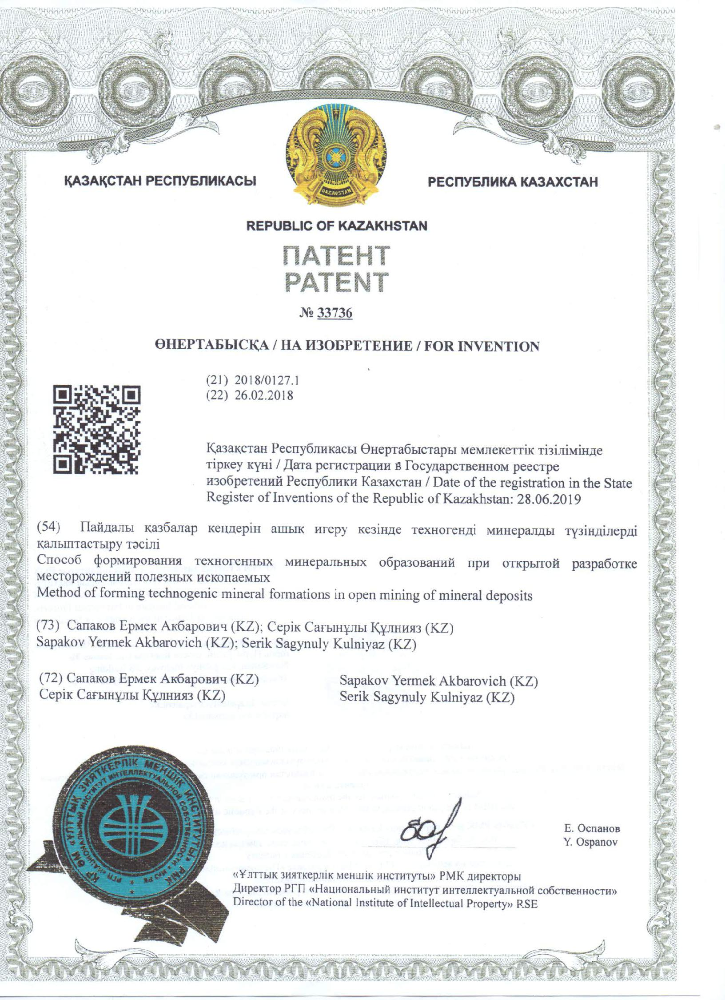 ҚАЗАҚСТАН РЕСПУБЛИКАСЫ
QAZAQSTAN
РЕСПУБЛИКА КАЗАХСТАН
REPUBLIC OF KAZAKHSTAN
ПАТЕНТ
PATENT
№ 33736
ӨНЕРТАБЫСҚА / НА ИЗОБРЕТЕНИЕ / FOR INVENTION
(21) 2018/0127.1
(22) 26.02.2018
Қазақстан Республикасы Өнертабыстары мемлекеттік тізілімінде
тіркеу күні / Дата регистрации в Государственном реестре
изобретений Республики Казахстан / Date of the registration in the State
Register of Inventions of the Republic of Kazakhstan: 28.06.2019
(54) Пайдалы қазбалар кендерін ашық игеру кезінде техногенді минералды түзінділерді
қалыптастыру тәсілі
Способ формирования техногенных минеральных образований при открытой разработке
месторождений полезных ископаемых
Method of forming technogenic mineral formations in open mining of mineral deposits
(73) Сапаков Ермек Акбарович (KZ); Серік Сағынұлы Құлнияз (KZ)
Sapakov Yermek Akbarovich (KZ); Serik Sagynuly Kulniyaz (KZ)
(72) Сапаков Ермек Акбарович (KZ)
Серік Сағынұлы Құлнияз (KZ)
Sapakov Yermek Akbarovich (KZ)
Serik Sagynuly Kulniyaz (KZ)
ҚР ӘМ «ҰЛТТЫҚ ЗИЯТКЕРЛІК МЕНШІК ИНСТИТУТЫ» РМК
РГП «НАЦИОНАЛЬНЫЙ ИНСТИТУТ ИНТЕЛЛЕКТУАЛЬНОЙ СОБСТВЕННОСТИ» МЮ РК
Е. Оспанов
Y. Ospanov
«Ұлттық зияткерлік меншік институты» РМК директоры
Директор РГП «Национальный институт интеллектуальной собственности»
Director of the «National Institute of Intellectual Property» RSE